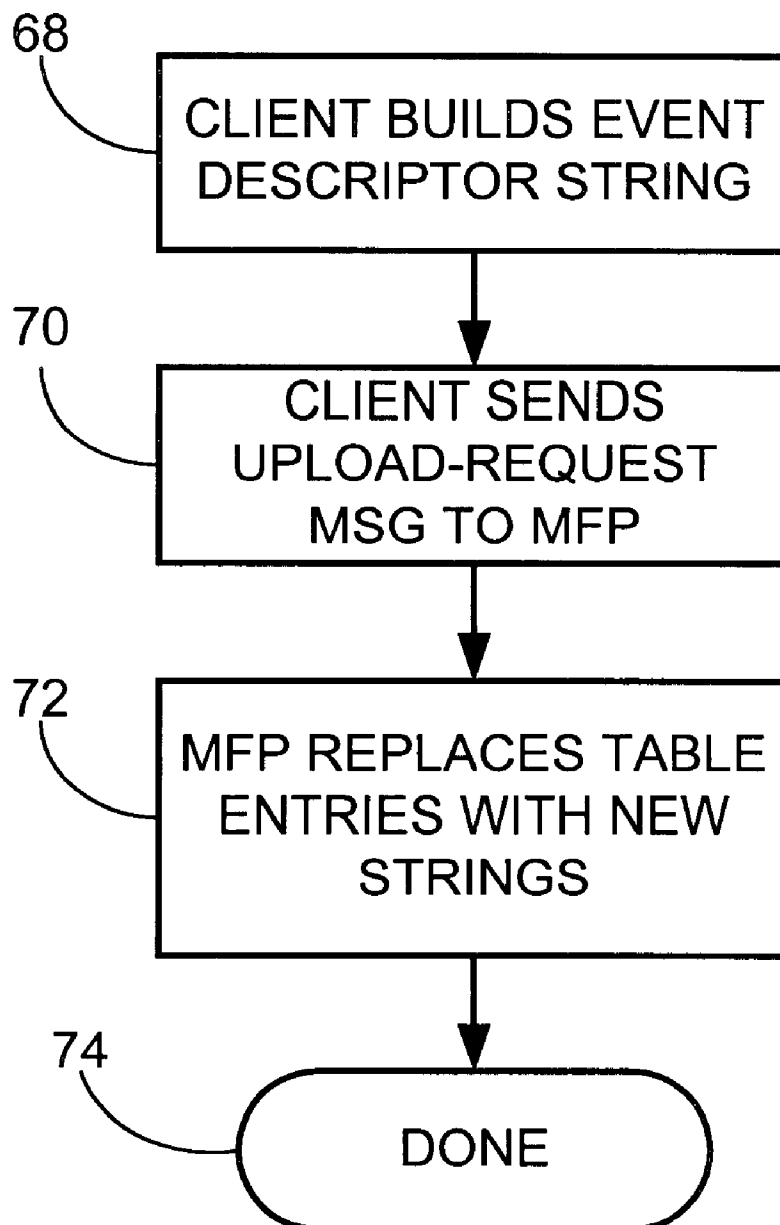 68
CLIENT BUILDS EVENT
DESCRIPTOR STRING
70
CLIENT SENDS
UPLOAD-REQUEST
MSG TO MFP
72
MFP REPLACES TABLE
ENTRIES WITH NEW
STRINGS
74
DONE